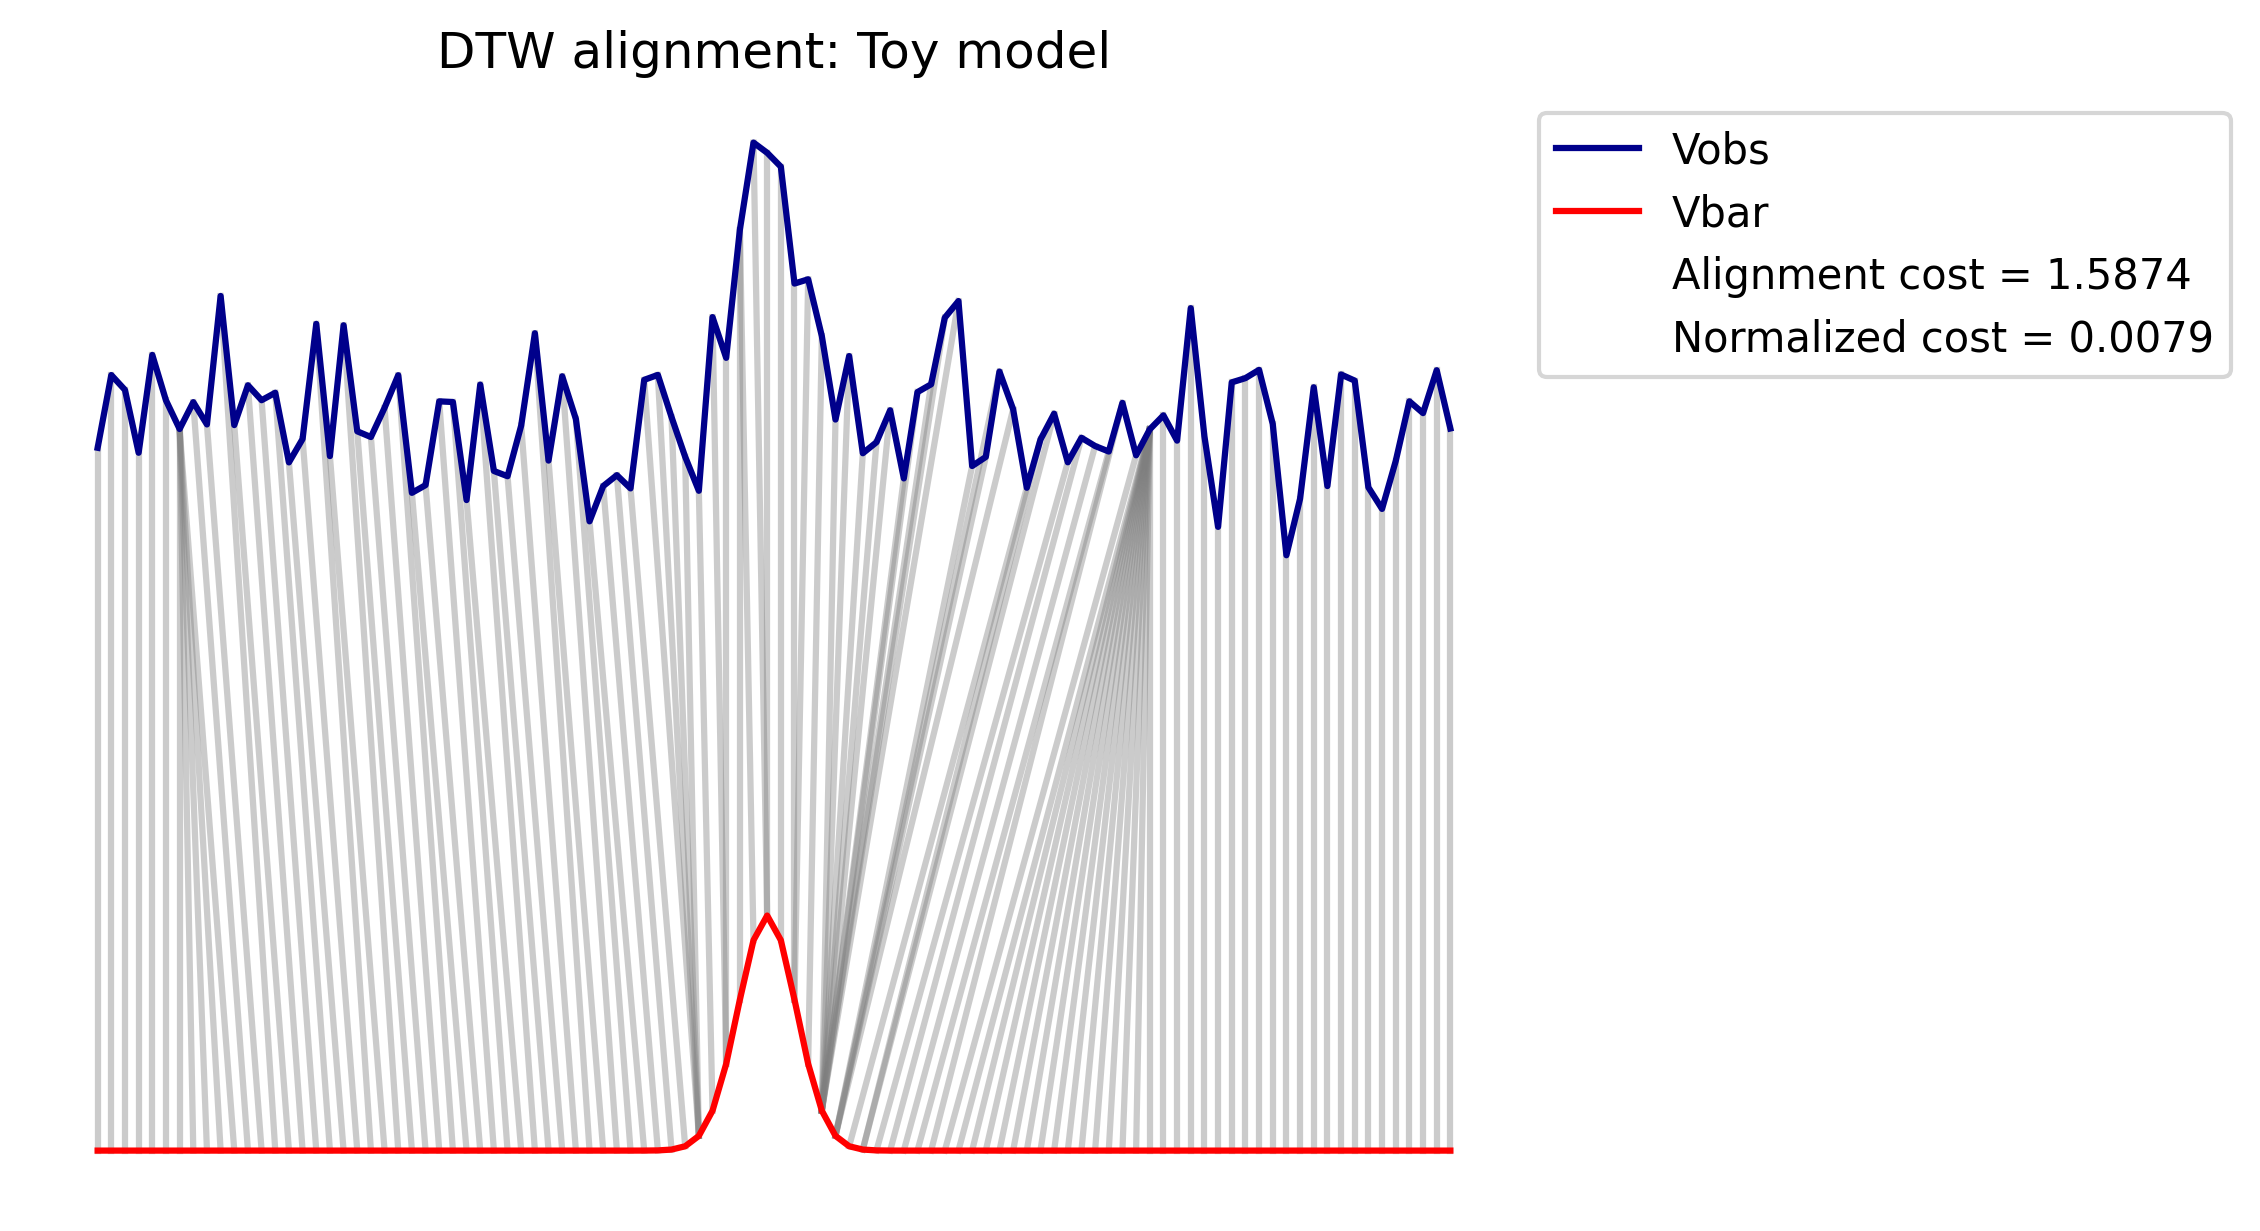 DTW alignment: Toy model
Vobs
Vbar
Alignment cost = 1.5874
Normalized cost = 0.0079